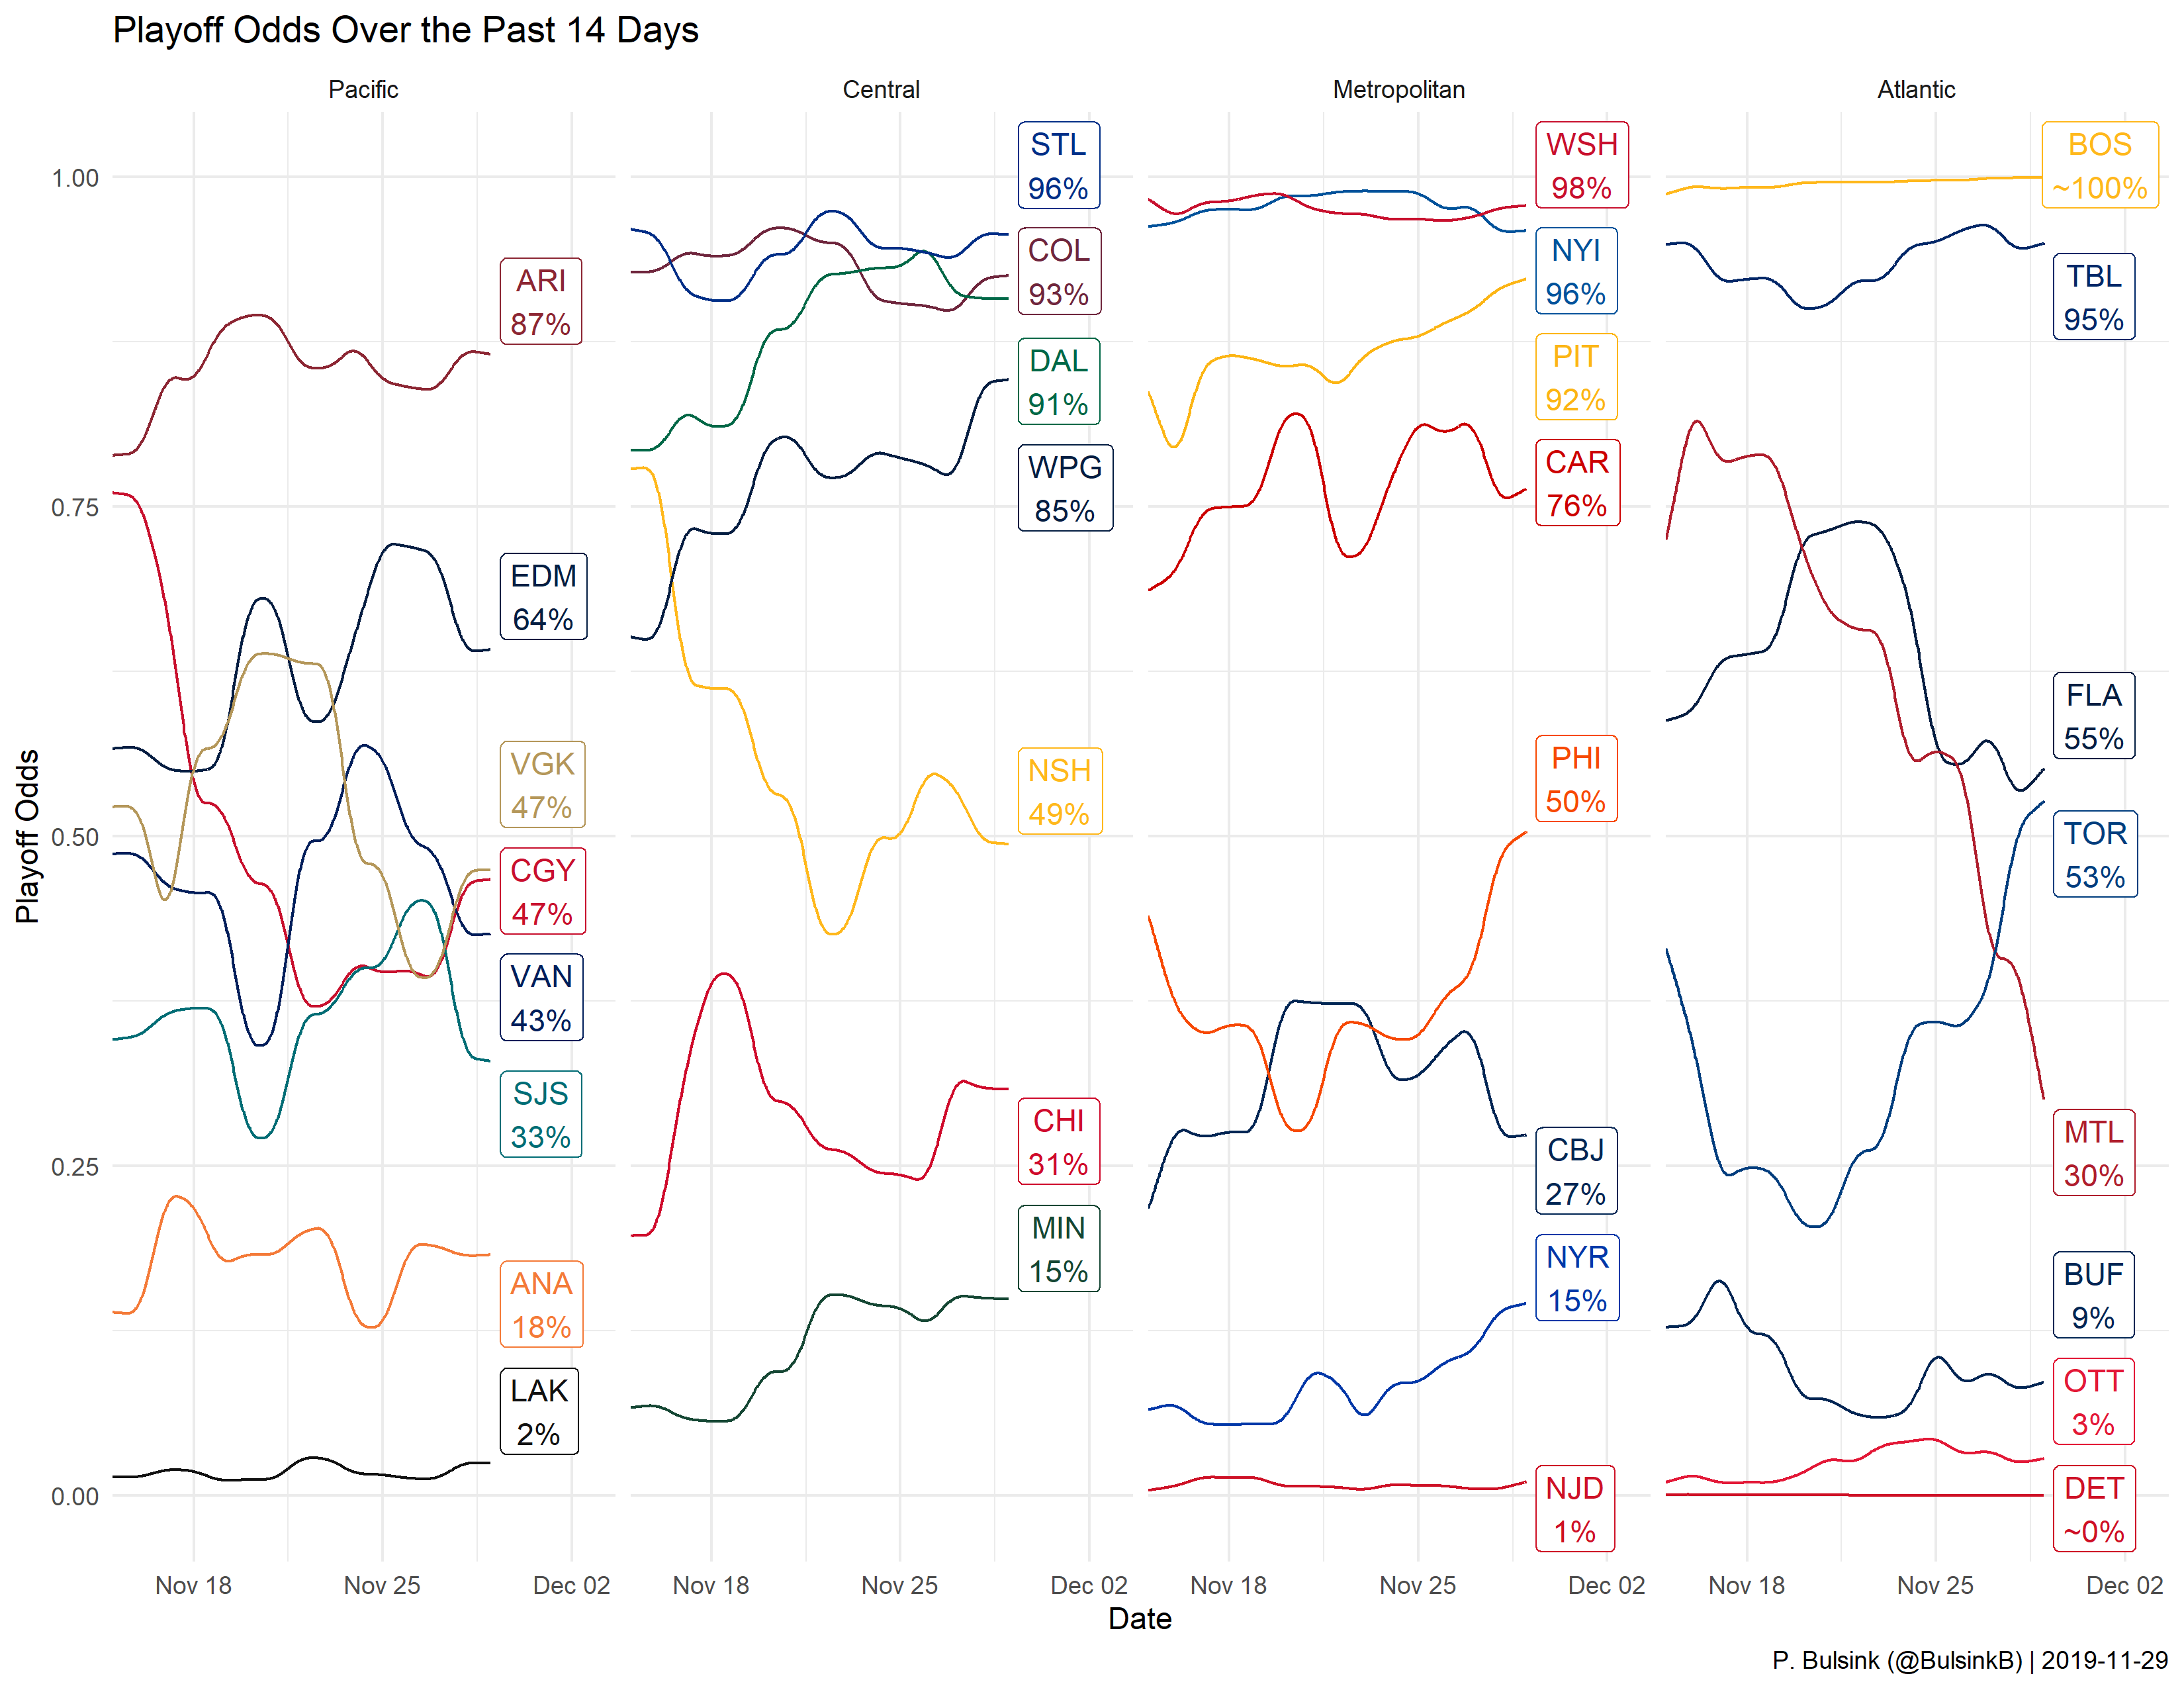 Playoff Odds Over the Past 14 Days
Pacific
Central
Metropolitan
Atlantic
Playoff Odds
1.00
0.75
0.50
0.25
0.00
ARI
87%
EDM
64%
VGK
47%
CGY
47%
VAN
43%
SJS
33%
ANA
18%
LAK
2%
STL
96%
COL
93%
DAL
91%
WPG
85%
NSH
49%
CHI
31%
MIN
15%
WSH
98%
NYI
96%
PIT
92%
CAR
76%
PHI
50%
CBJ
27%
NYR
15%
NJD
1%
BOS
~100%
TBL
95%
FLA
55%
TOR
53%
MTL
30%
BUF
9%
OTT
3%
DET
~0%
Nov 18
Nov 25
Dec 02
Nov 18
Nov 25
Dec 02
Nov 18
Nov 25
Dec 02
Nov 18
Nov 25
Dec 02
Date
P. Bulsink (@BulsinkB) | 2019-11-29